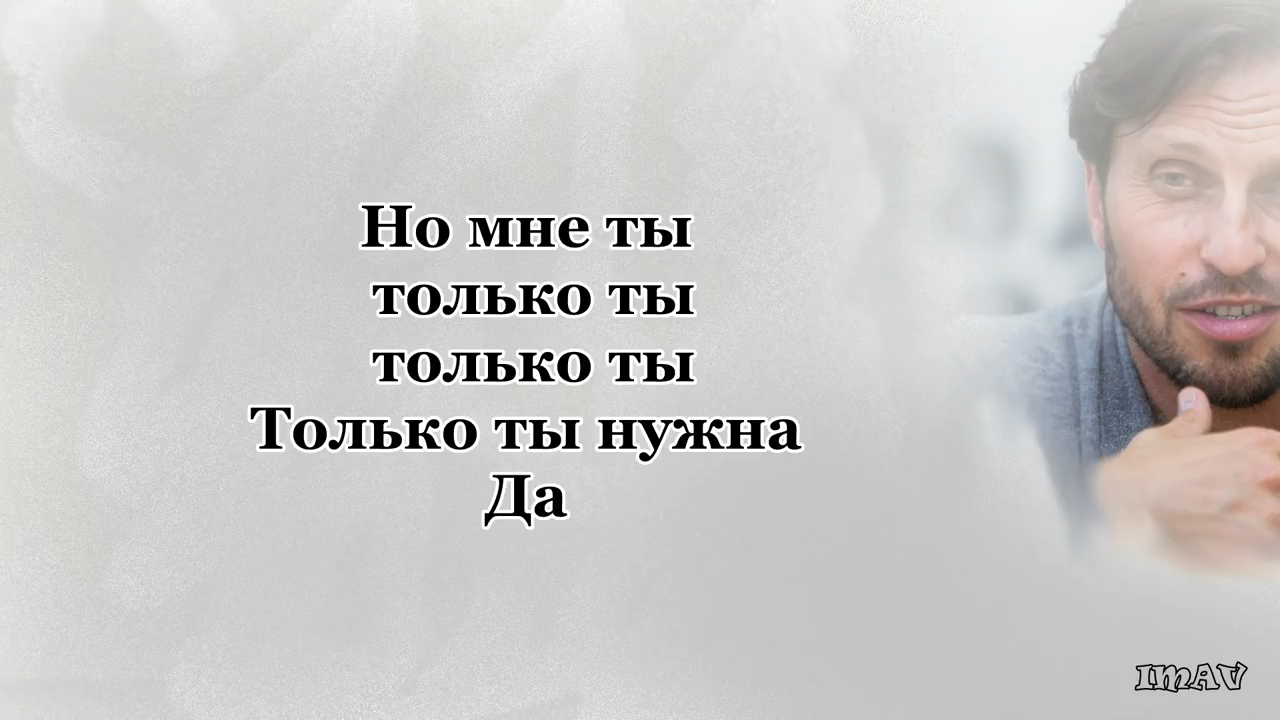 Но мне ты
только ты
только ты
Только ты нужна
Да
IMAV